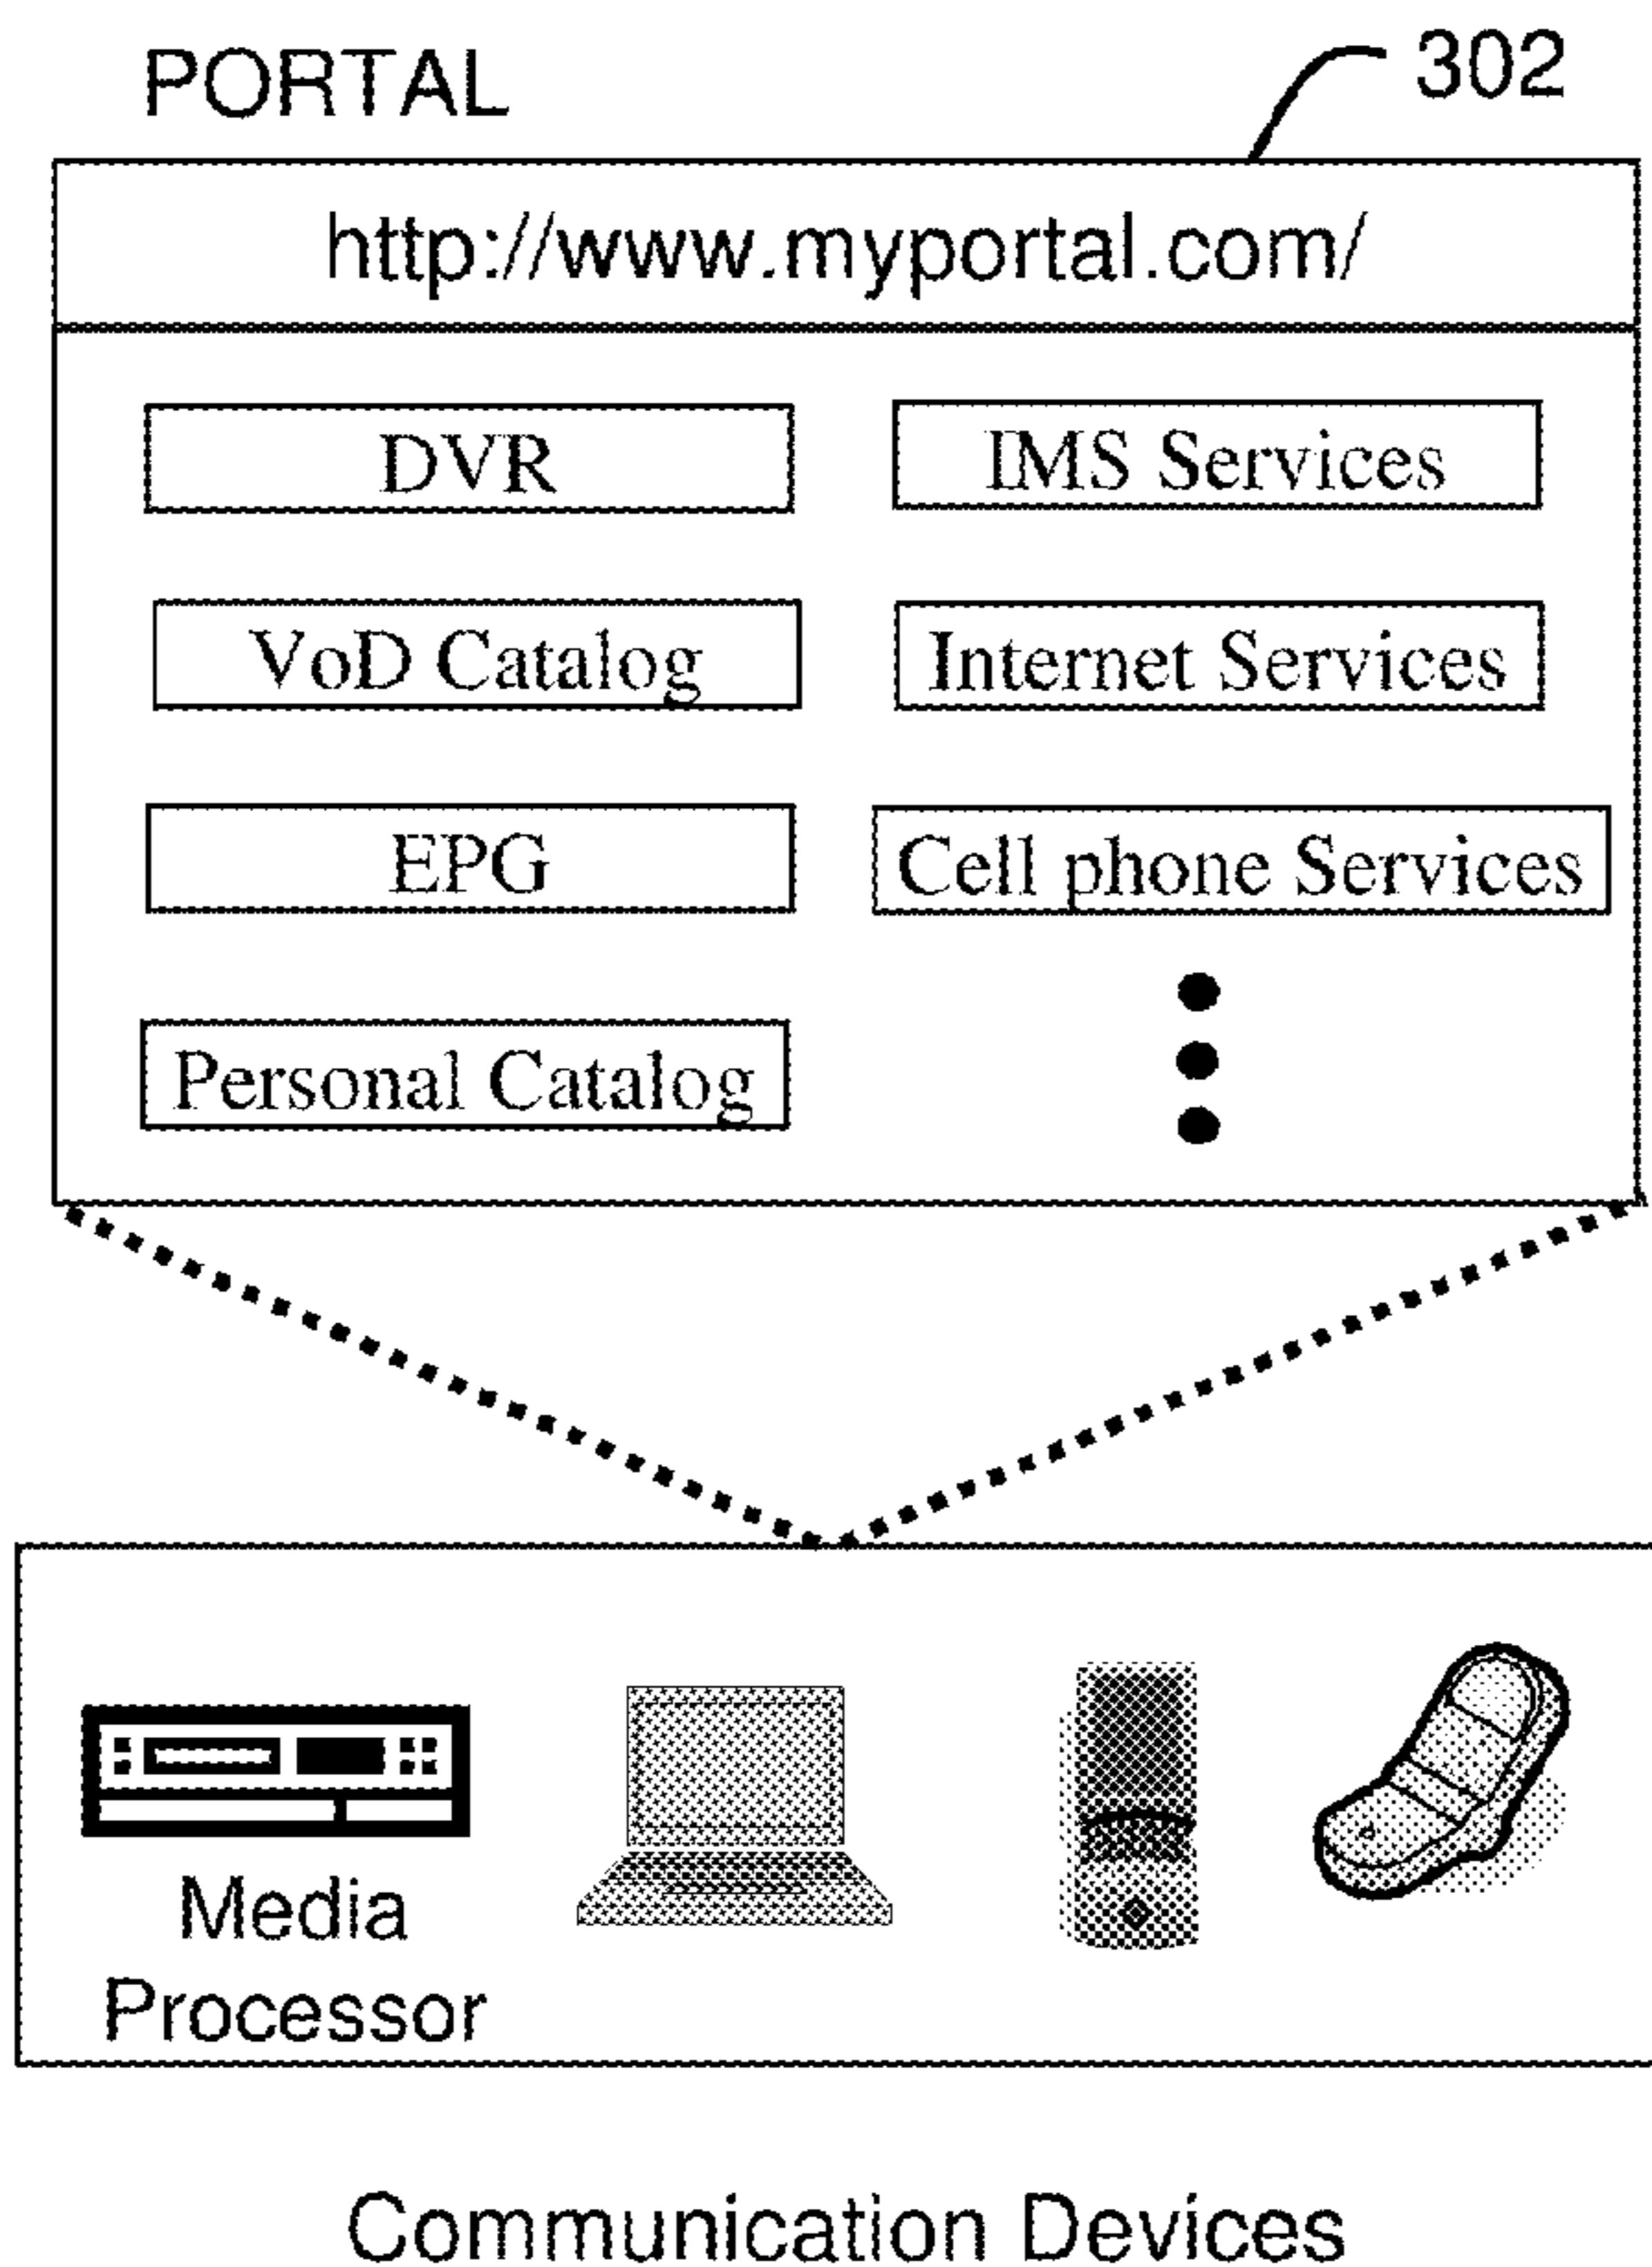 PORTAL
302
http://www.myportal.com/
DVR
IMS Services
VoD Catalog
Internet Services
EPG
Cell phone Services
Personal Catalog
Media
Processor
Communication Devices